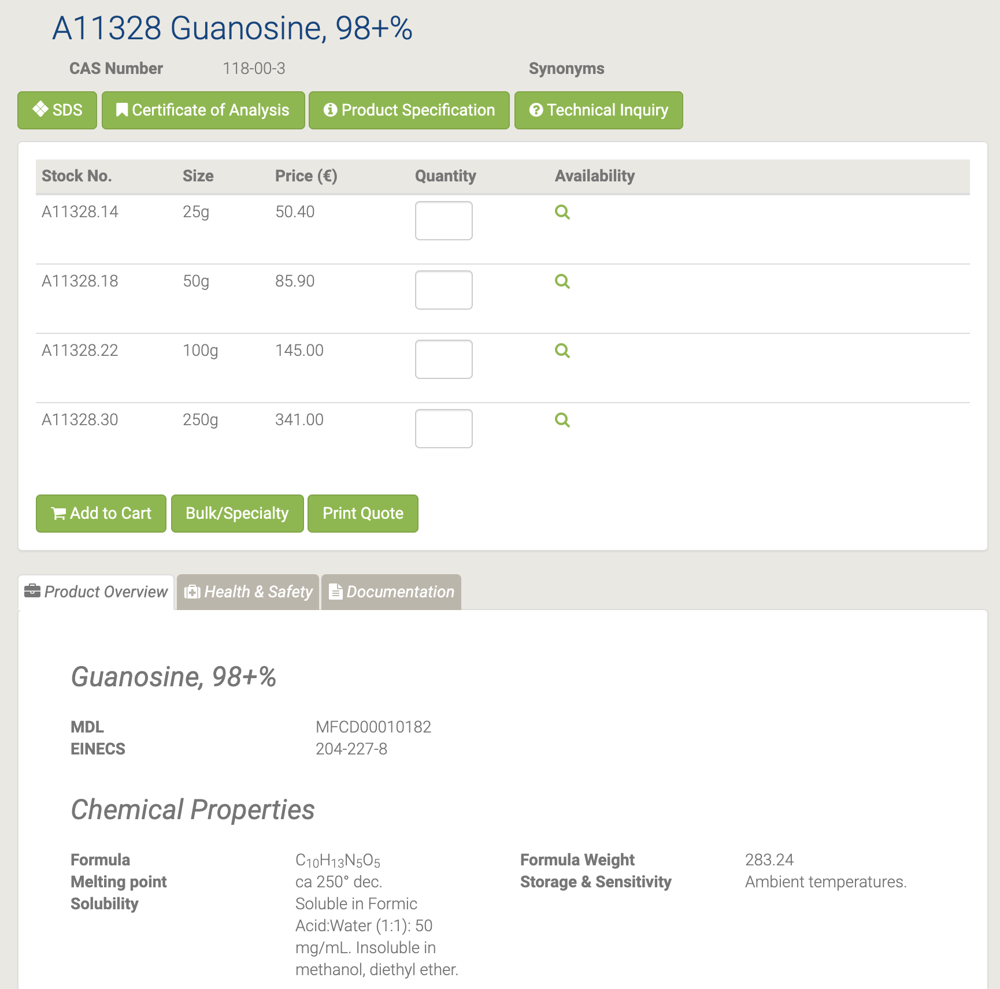 A11328 Guanosine, 98+%
CAS Number 118-00-3 Synonyms
SDS Certificate of Analysis Product Specification Technical Inquiry
Stock No. Size Price (€) Quantity Availability
A11328.14 25g 50.40
A11328.18 50g 85.90
A11328.22 100g 145.00
A11328.30 250g 341.00
Add to Cart Bulk/Specialty Print Quote
Product Overview Health & Safety Documentation
Guanosine, 98+%
MDL MFCD00010182
EINECS 204-227-8
Chemical Properties
Formula C₁₀H₁₃N₅O₅ Formula Weight 283.24
Melting point ca 250° dec. Storage & Sensitivity Ambient temperatures.
Solubility Soluble in Formic
Acid:Water (1:1): 50
mg/mL. Insoluble in
methanol, diethyl ether.